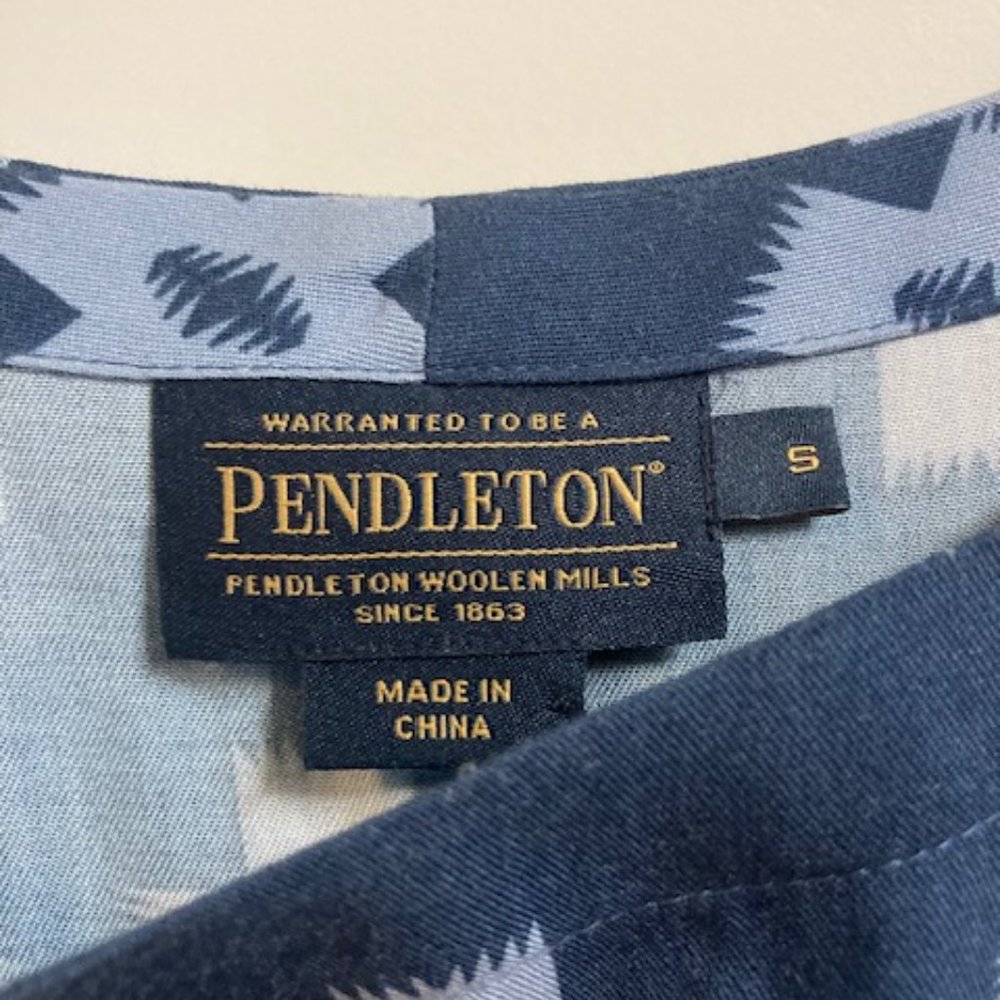 WARRANTED TO BE A
PENDLETON®
PENDLETON WOOLEN MILLS
SINCE 1863
S
MADE IN
CHINA